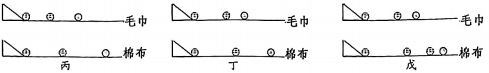 毛巾 毛巾 毛巾
棉布 棉布 棉布
丙 丁 戊